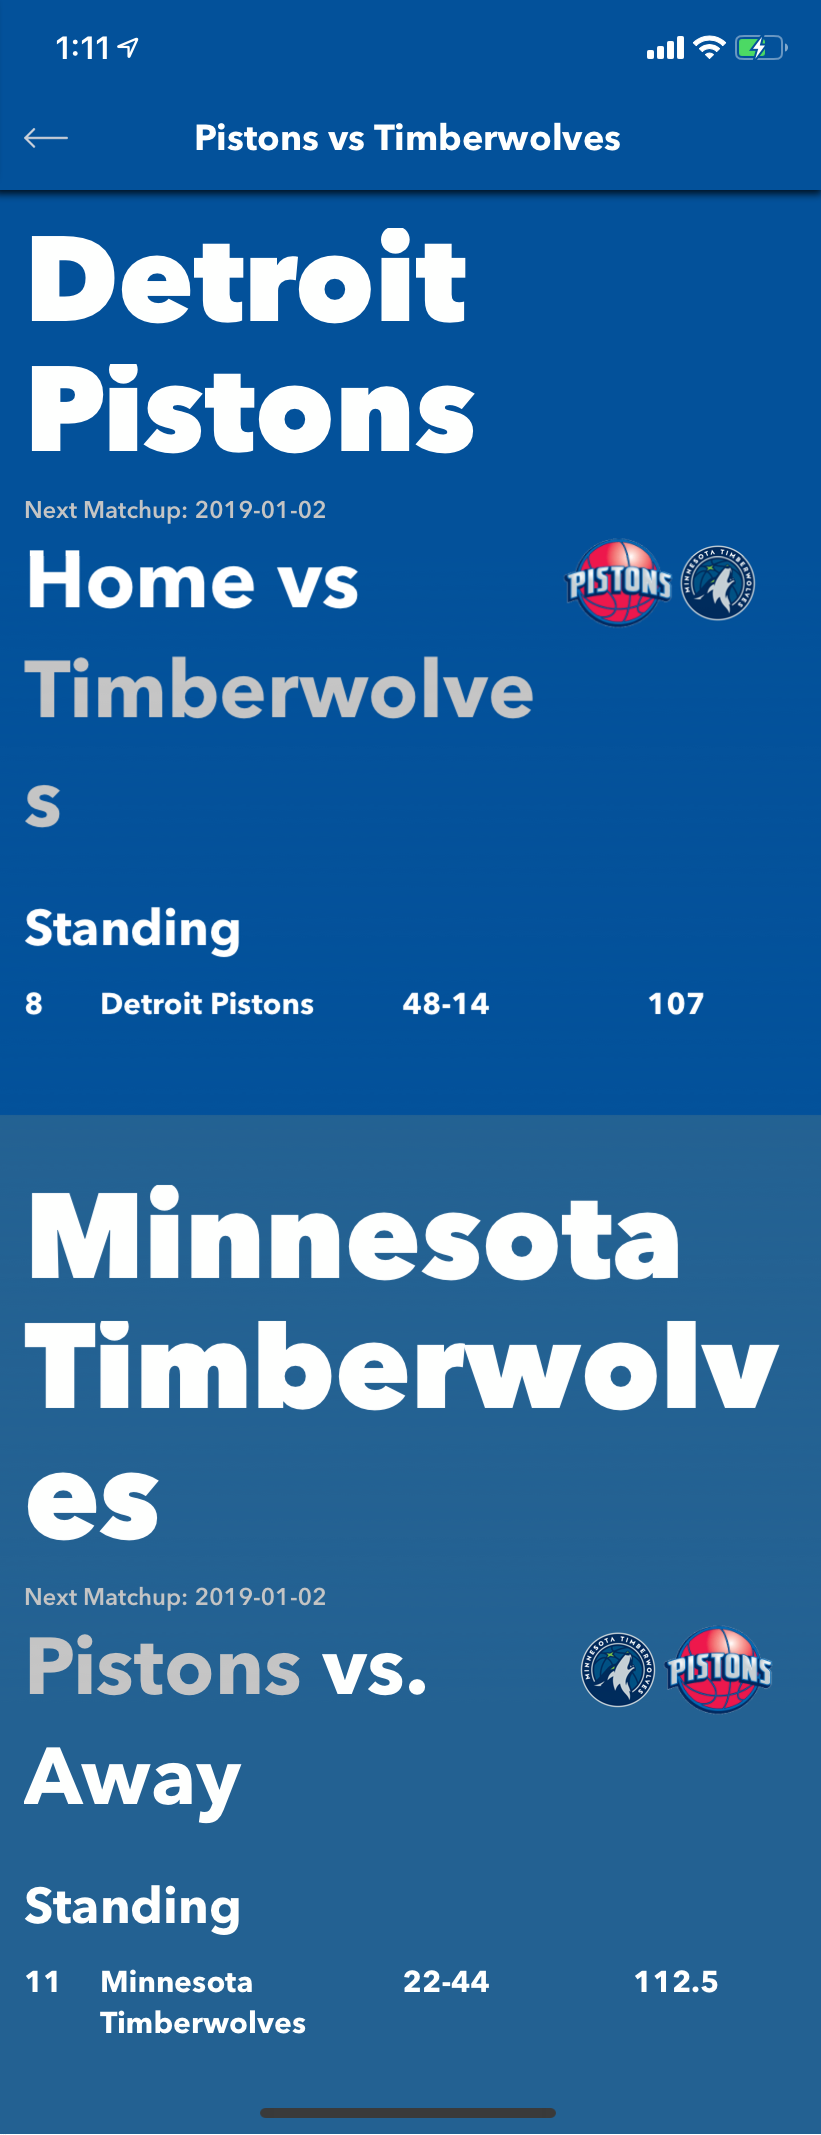 1:11
Pistons vs Timberwolves
Detroit
Pistons
Next Matchup: 2019-01-02
Home vs
PISTONS
MINNESOTA TIMBERWOLVES
Timberwolve
s
Standing
8 Detroit Pistons 48-14 107
Minnesota
Timberwolv
es
Next Matchup: 2019-01-02
Pistons vs.
MINNESOTA TIMBERWOLVES
PISTONS
Away
Standing
11 Minnesota 22-44 112.5
Timberwolves